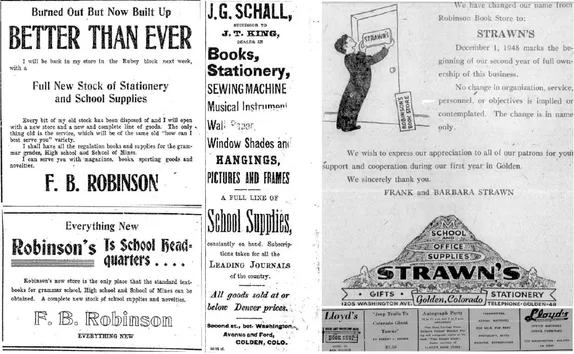 Burned Out But Now Built Up
BETTER THAN EVER
I will be back in my store in the Rubey block next week,
with a
Full New Stock of Stationery
and School Supplies
Every bit of my old stock has been disposed of and I will open
with a new store and a new and complete line of goods. The only
thing old is the service, which will be of the same old "how can I
best serve you" variety.
I shall have all the regulation books and supplies for the gram-
mar grades, High school and School of Mines.
I can serve you with magazines, books, sporting goods and
novelties.
F. B. ROBINSON
Everything New
Robinson's Is School Head-
quarters ....
Robinson's new store is the only place that the standard text-
books for grammar school, High school and School of Mines can be
obtained. A complete new stock of school supplies and novelties.
F. B. Robinson
EVERYTHING NEW
J. G. SCHALL,
SUCCESSOR TO
J. T. KING,
DEALER IN
Books,
Stationery,
SEWING MACHINE
Musical Instrument
Wall Paper,
Window Shades and
HANGINGS,
PICTURES AND FRAMES
A FULL LINE OF
School Supplies,
constantly on hand. Subscrip-
tions taken for all the
LEADING JOURNALS
of the country.
All goods sold at or
below Denver prices.
Second st., bet. Washington
Avenue and Ford,
GOLDEN, COLO.
We have changed our name from
Robinson Book Store to:
STRAWN'S
December 1, 1948 marks the be-
ginning of our second year of full own-
ership of this business.
No change in organization, service,
personnel, or objectives is implied or
contemplated. The change is in name
only.
STRAWN'S
ROBINSON'S BOOK STORE
We wish to express our appreciation to all of our patrons for your
support and cooperation during our first year in Golden.
We sincerely thank you.
FRANK and BARBARA STRAWN
SCHOOL
AND
OFFICE
SUPPLIES
STRAWN'S
GIFTS Golden, Colorado STATIONERY
1205 WASHINGTON AVE. TELEPHONE-GOLDEN-48
Lloyd's
"Jeep Trails To
Colorado Ghost
Towns"
Autograph Party
Lloyd's